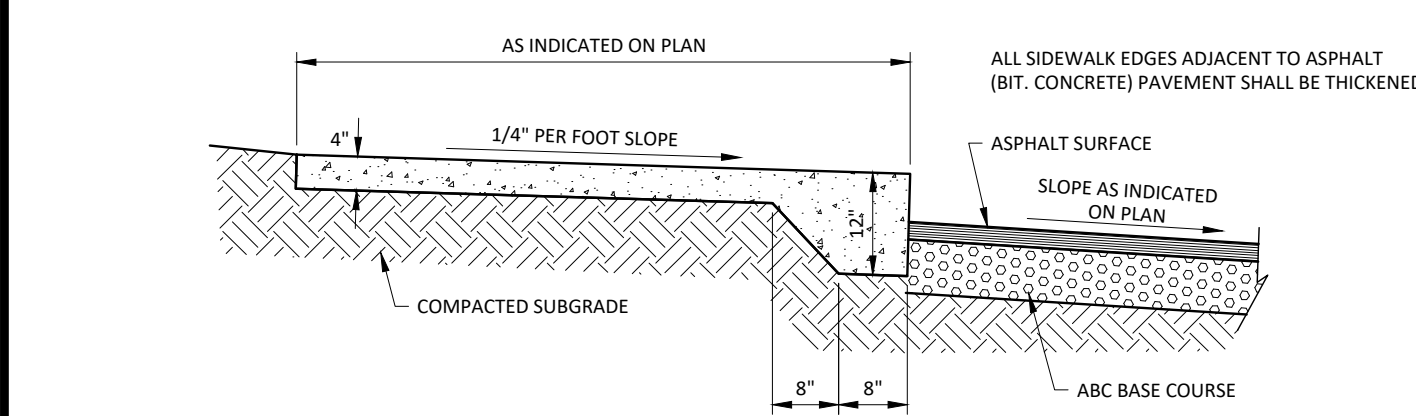 AS INDICATED ON PLAN
ALL SIDEWALK EDGES ADJACENT TO ASPHALT
(BIT. CONCRETE) PAVEMENT SHALL BE THICKENED
4"
1/4" PER FOOT SLOPE
ASPHALT SURFACE
SLOPE AS INDICATED
ON PLAN
12"
COMPACTED SUBGRADE
8"
8"
ABC BASE COURSE